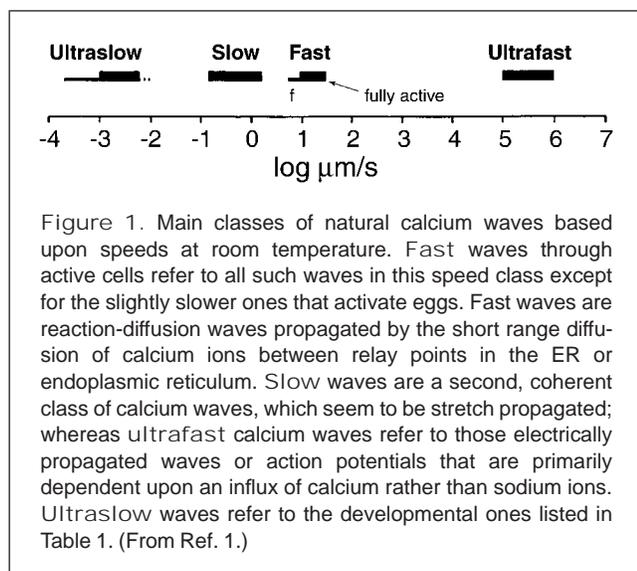 Ultraslow Slow Fast Ultrafast
f fully active
-4 -3 -2 -1 0 1 2 3 4 5 6 7
log μm/s
Figure 1. Main classes of natural calcium waves based
upon speeds at room temperature. Fast waves through
active cells refer to all such waves in this speed class except
for the slightly slower ones that activate eggs. Fast waves are
reaction-diffusion waves propagated by the short range diffu-
sion of calcium ions between relay points in the ER or
endoplasmic reticulum. Slow waves are a second, coherent
class of calcium waves, which seem to be stretch propagated;
whereas ultrafast calcium waves refer to those electrically
propagated waves or action potentials that are primarily
dependent upon an influx of calcium rather than sodium ions.
Ultraslow waves refer to the developmental ones listed in
Table 1. (From Ref. 1.)